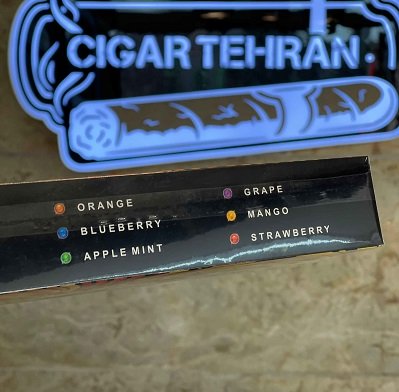 CIGAR TEHRAN
ORANGE
BLUEBERRY
APPLE MINT
GRAPE
MANGO
STRAWBERRY